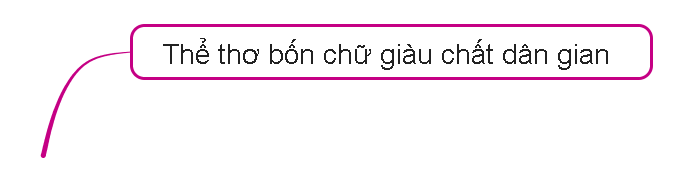 Thể thơ bốn chữ giàu chất dân gian